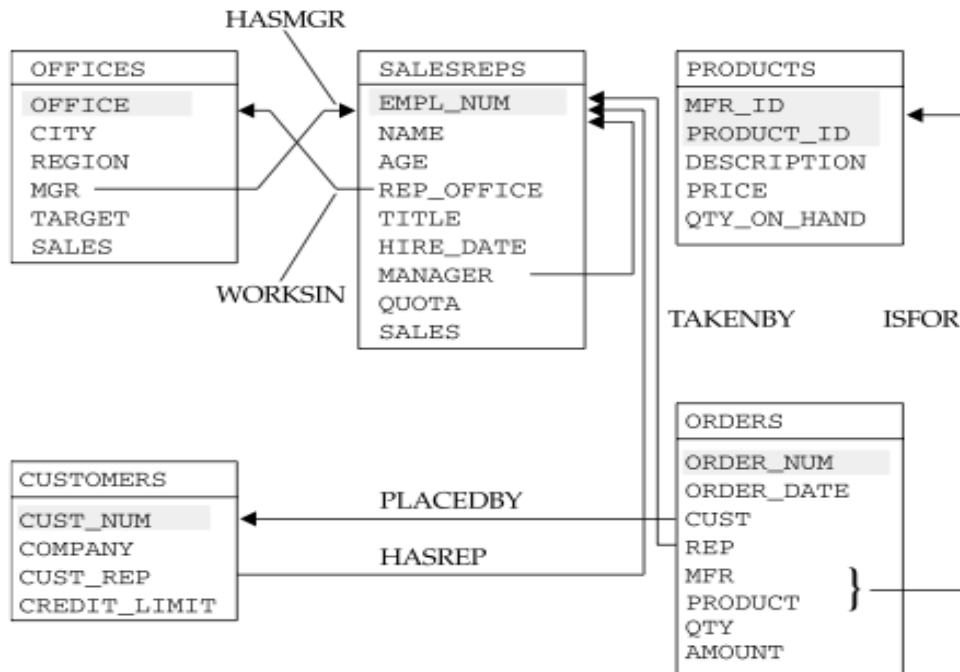 HASMGR
OFFICES
OFFICE
CITY
REGION
MGR
TARGET
SALES
SALESREPS
EMPL_NUM
NAME
AGE
REP_OFFICE
TITLE
HIRE_DATE
MANAGER
QUOTA
SALES
PRODUCTS
MFR_ID
PRODUCT_ID
DESCRIPTION
PRICE
QTY_ON_HAND
WORKSIN
TAKENBY
ISFOR
CUSTOMERS
CUST_NUM
COMPANY
CUST_REP
CREDIT_LIMIT
PLACEDBY
HASREP
ORDERS
ORDER_NUM
ORDER_DATE
CUST
REP
MFR
PRODUCT
}
QTY
AMOUNT